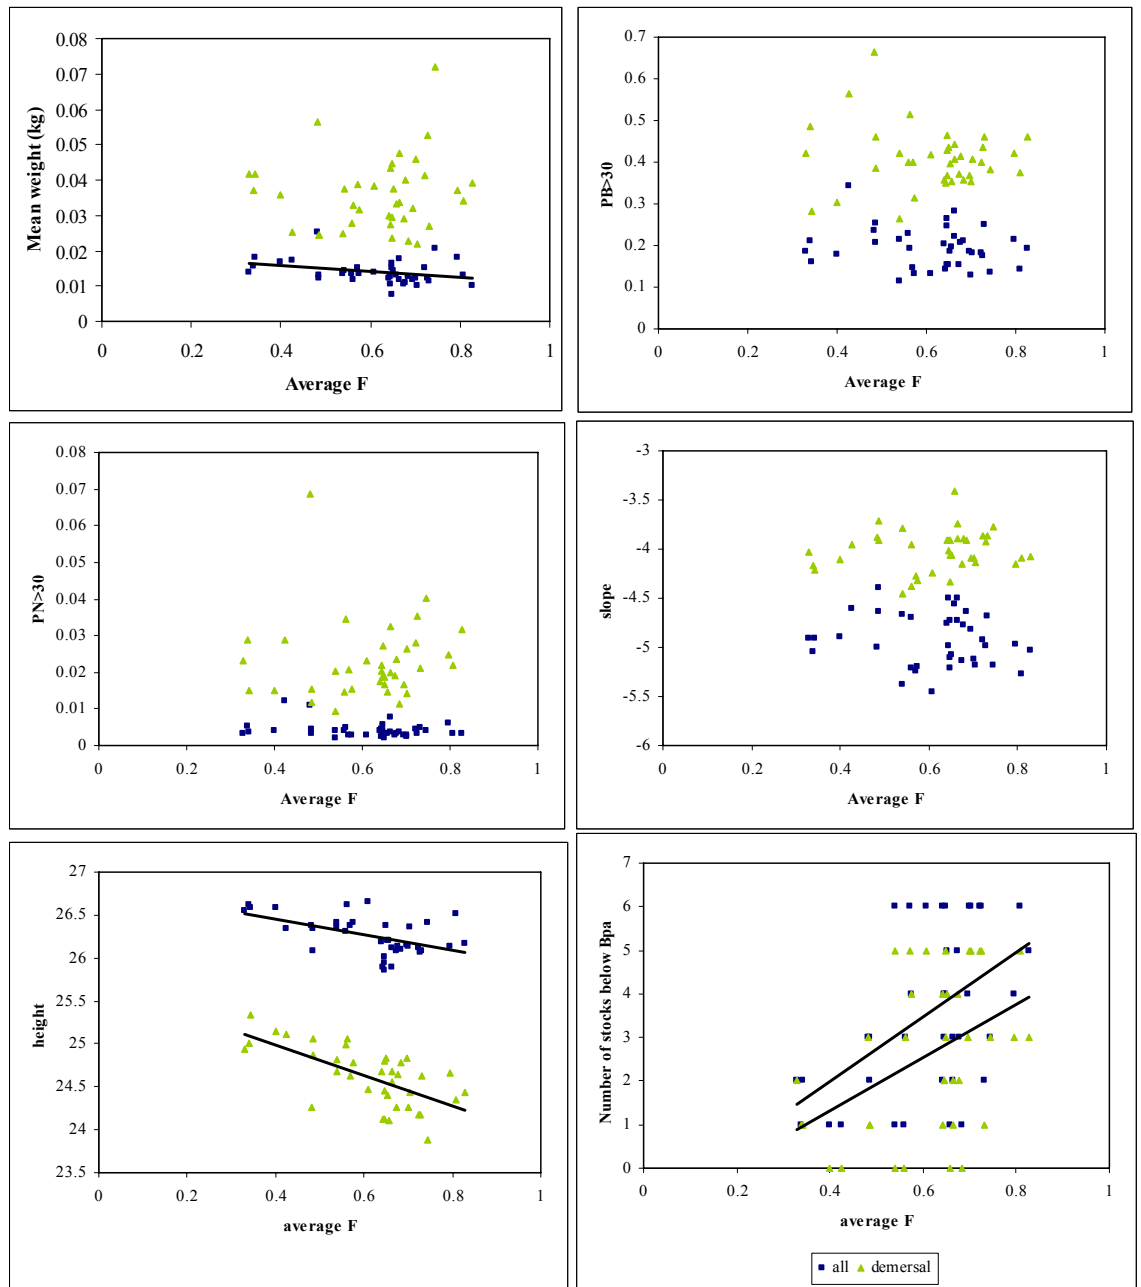 0.08
0.07
0.06
0.05
0.04
0.03
0.02
0.01
0
Mean weight (kg)
0 0.2 0.4 0.6 0.8 1
Average F
0.7
0.6
0.5
0.4
0.3
0.2
0.1
0
PB>30
0 0.2 0.4 0.6 0.8 1
Average F
0.08
0.07
0.06
0.05
0.04
0.03
0.02
0.01
0
PN>30
0 0.2 0.4 0.6 0.8 1
Average F
-3
-3.5
-4
-4.5
-5
-5.5
-6
slope
0 0.2 0.4 0.6 0.8 1
Average F
27
26.5
26
25.5
25
24.5
24
23.5
height
0 0.2 0.4 0.6 0.8 1
average F
7
6
5
4
3
2
1
0
Number of stocks below Bpa
0 0.2 0.4 0.6 0.8 1
average F
all demersal